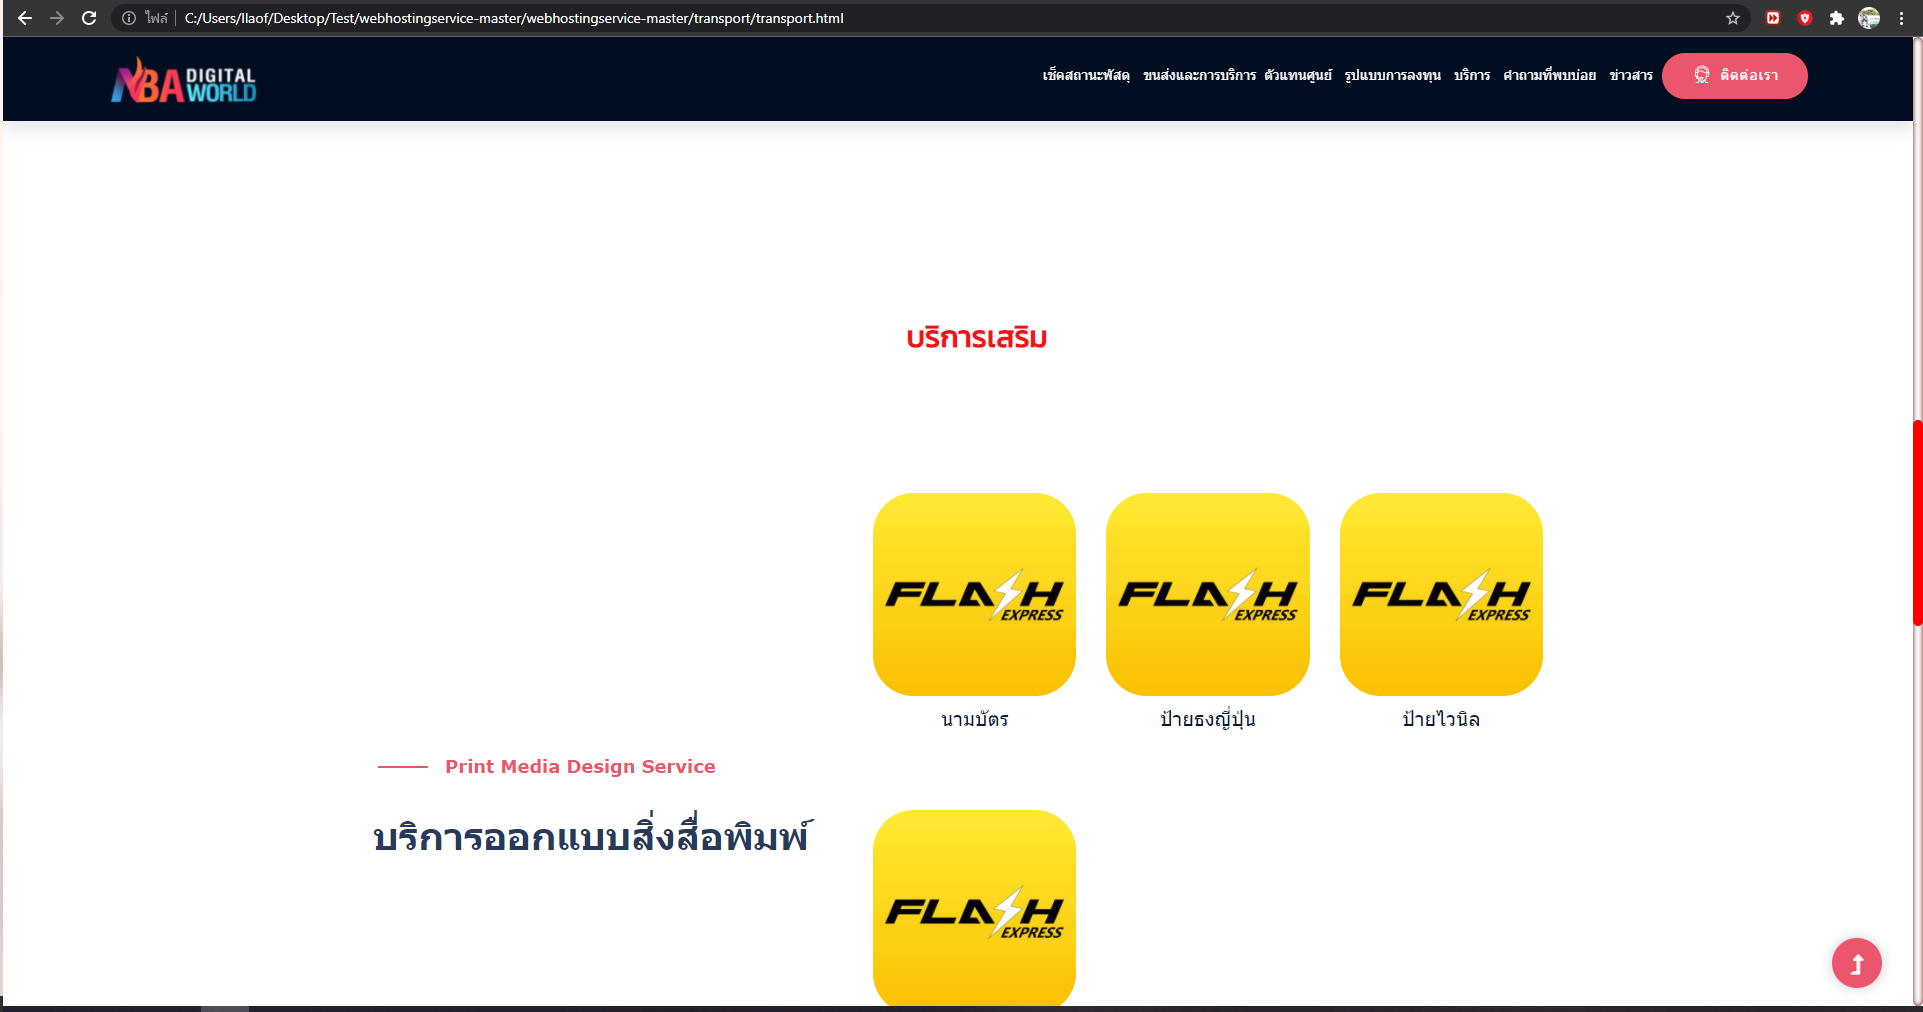 ไฟล์ C:/Users/llaof/Desktop/Test/webhostingservice-master/webhostingservice-master/transport/transport.html
NBA DIGITAL WORLD
เช็คสถานะพัสดุ ขนส่งและการบริการ ตัวแทนศูนย์ รูปแบบการลงทุน บริการ คำถามที่พบบ่อย ข่าวสาร ติดต่อเรา
บริการเสริม
FLASH EXPRESS FLASH EXPRESS FLASH EXPRESS
นามบัตร ป้ายธงญี่ปุ่น ป้ายไวนิล
Print Media Design Service
บริการออกแบบสิ่งสื่อพิมพ์
FLASH EXPRESS